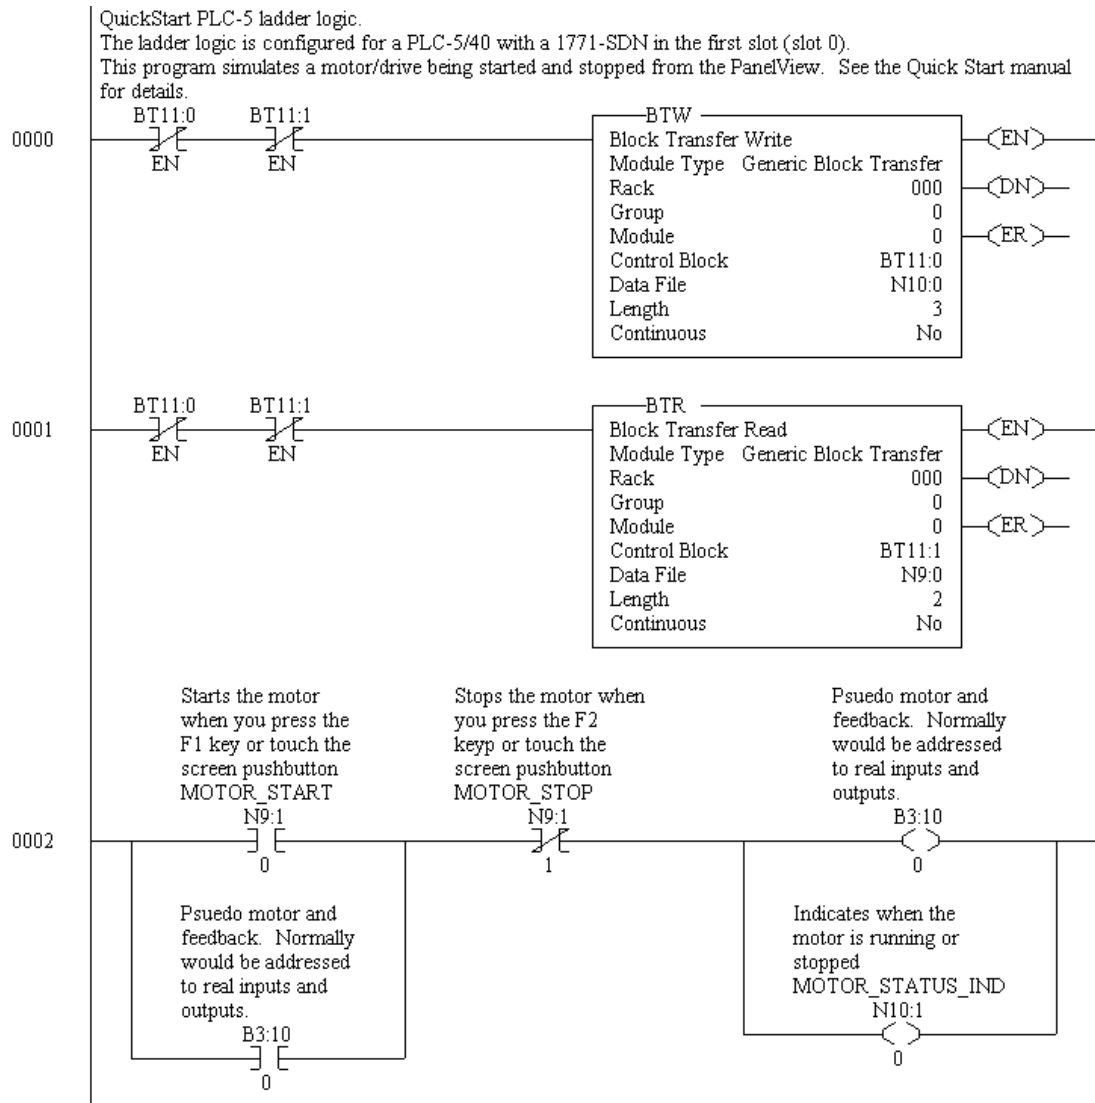 QuickStart PLC-5 ladder logic.
The ladder logic is configured for a PLC-5/40 with a 1771-SDN in the first slot (slot 0).
This program simulates a motor/drive being started and stopped from the PanelView.  See the Quick Start manual
for details.
BT11:0 BT11:1
0000
EN EN
BTW
Block Transfer Write
Module Type Generic Block Transfer
Rack 000
Group 0
Module 0
Control Block BT11:0
Data File N10:0
Length 3
Continuous No
EN
DN
ER
BT11:0 BT11:1
0001
EN EN
BTR
Block Transfer Read
Module Type Generic Block Transfer
Rack 000
Group 0
Module 0
Control Block BT11:1
Data File N9:0
Length 2
Continuous No
EN
DN
ER
0002
Starts the motor
when you press the
F1 key or touch the
screen pushbutton
MOTOR_START
N9:1
0
Stops the motor when
you press the F2
keyp or touch the
screen pushbutton
MOTOR_STOP
N9:1
1
Psuedo motor and
feedback.  Normally
would be addressed
to real inputs and
outputs.
B3:10
0
Psuedo motor and
feedback.  Normally
would be addressed
to real inputs and
outputs.
B3:10
0
Indicates when the
motor is running or
stopped
MOTOR_STATUS_IND
N10:1
0